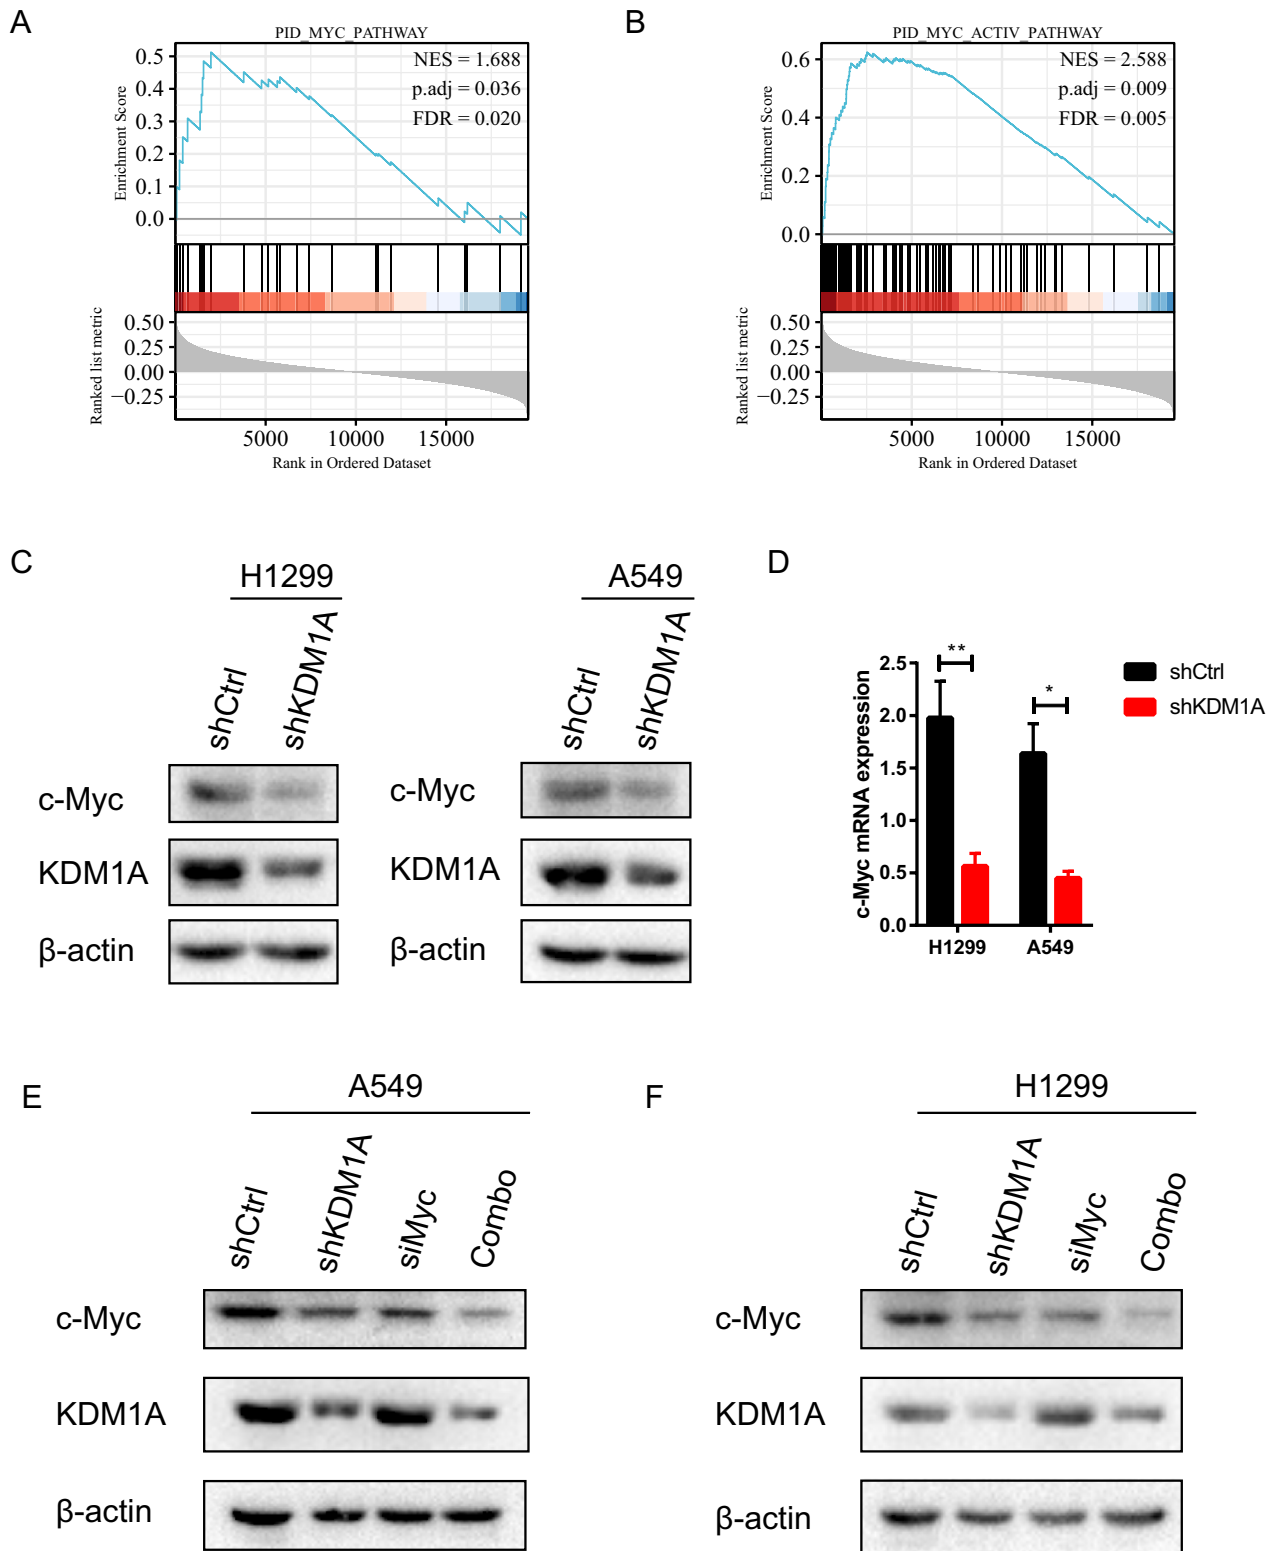 A
PID_MYC_PATHWAY
NES = 1.688
p.adj = 0.036
FDR = 0.020
Enrichment Score
0.5
0.4
0.3
0.2
0.1
0.0
Ranked list metric
0.50
0.25
0.00
−0.25
5000 10000 15000
Rank in Ordered Dataset
B
PID_MYC_ACTIV_PATHWAY
NES = 2.588
p.adj = 0.009
FDR = 0.005
Enrichment Score
0.6
0.4
0.2
0.0
Ranked list metric
0.50
0.25
0.00
−0.25
5000 10000 15000
Rank in Ordered Dataset
C
H1299
shCtrl
shKDM1A
c-Myc
KDM1A
β-actin
A549
shCtrl
shKDM1A
c-Myc
KDM1A
β-actin
D
c-Myc mRNA expression
2.5
2.0
1.5
1.0
0.5
0.0
**
*
H1299 A549
shCtrl
shKDM1A
E
A549
shCtrl
shKDM1A
siMyc
Combo
c-Myc
KDM1A
β-actin
F
H1299
shCtrl
shKDM1A
siMyc
Combo
c-Myc
KDM1A
β-actin